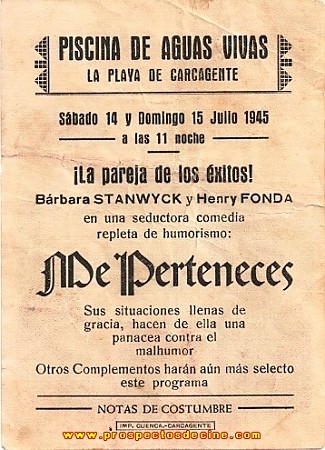 PISCINA DE AGUAS VIVAS
LA PLAYA DE CARCAGENTE
Sábado 14 y Domingo 15 Julio 1945
a las 11 noche
¡La pareja de los éxitos!
Bárbara STANWYCK y Henry FONDA
en una seductora comedia
repleta de humorismo:
Me Perteneces
Sus situaciones llenas de
gracia, hacen de ella una
panacea contra el
malhumor
Otros Complementos harán aún más selecto
este programa
NOTAS DE COSTUMBRE
IMP. CUENCA.-CARCAGENTE
www.prospectosdecine.com